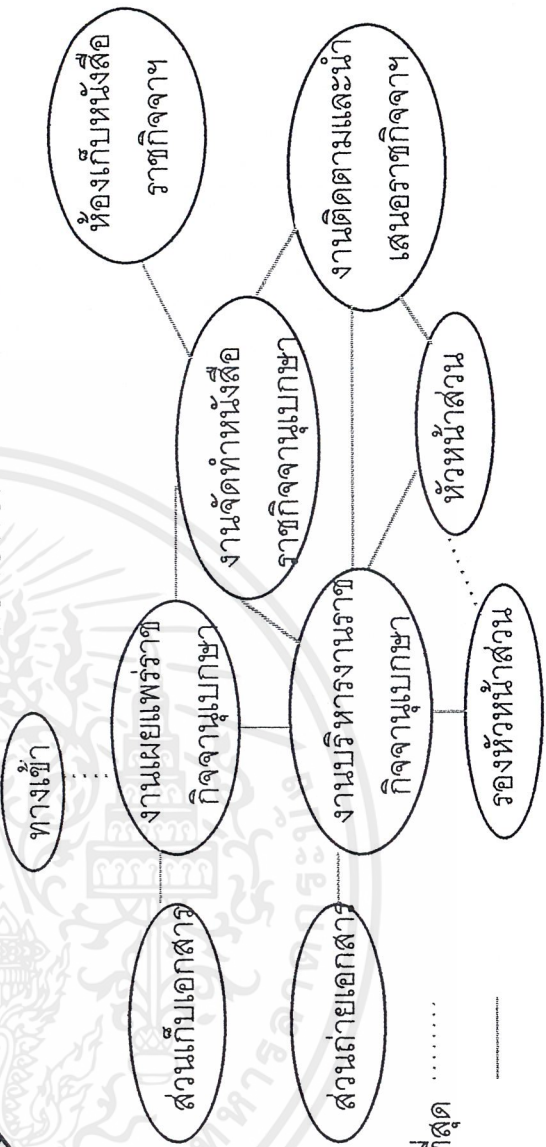 ทางเข้า
ส่วนเก็บเอกสาร
งานเผยแพร่ราช
กิจจานุเบกษา
งานจัดทำหนังสือ
ราชกิจจานุเบกษา
ห้องเก็บหนังสือ
ราชกิจจาฯ
ส่วนถ่ายเอกสาร
งานบริหารงานราช
กิจจานุเบกษา
งานติดตามและนำ
เสนอราชกิจจาฯ
รองหัวหน้าส่วน
หัวหน้าส่วน
ที่สุด ........